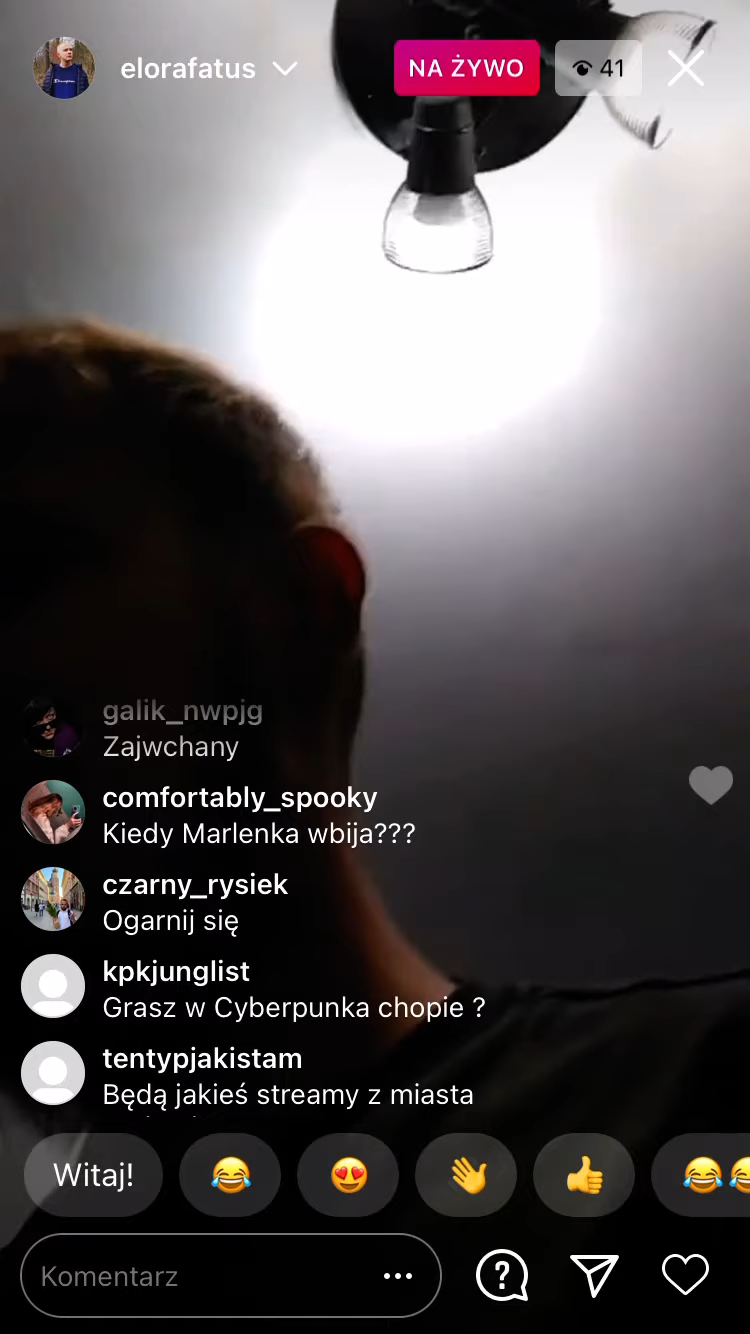 elorafatus
NA ŻYWO
41
galik_nwpjg
Zajwchany
comfortably_spooky
Kiedy Marlenka wbija???
czarny_rysiek
Ogarnij się
kpkjunglist
Grasz w Cyberpunka chopie ?
tentypjakistam
Będą jakieś streamy z miasta
Witaj!
Komentarz